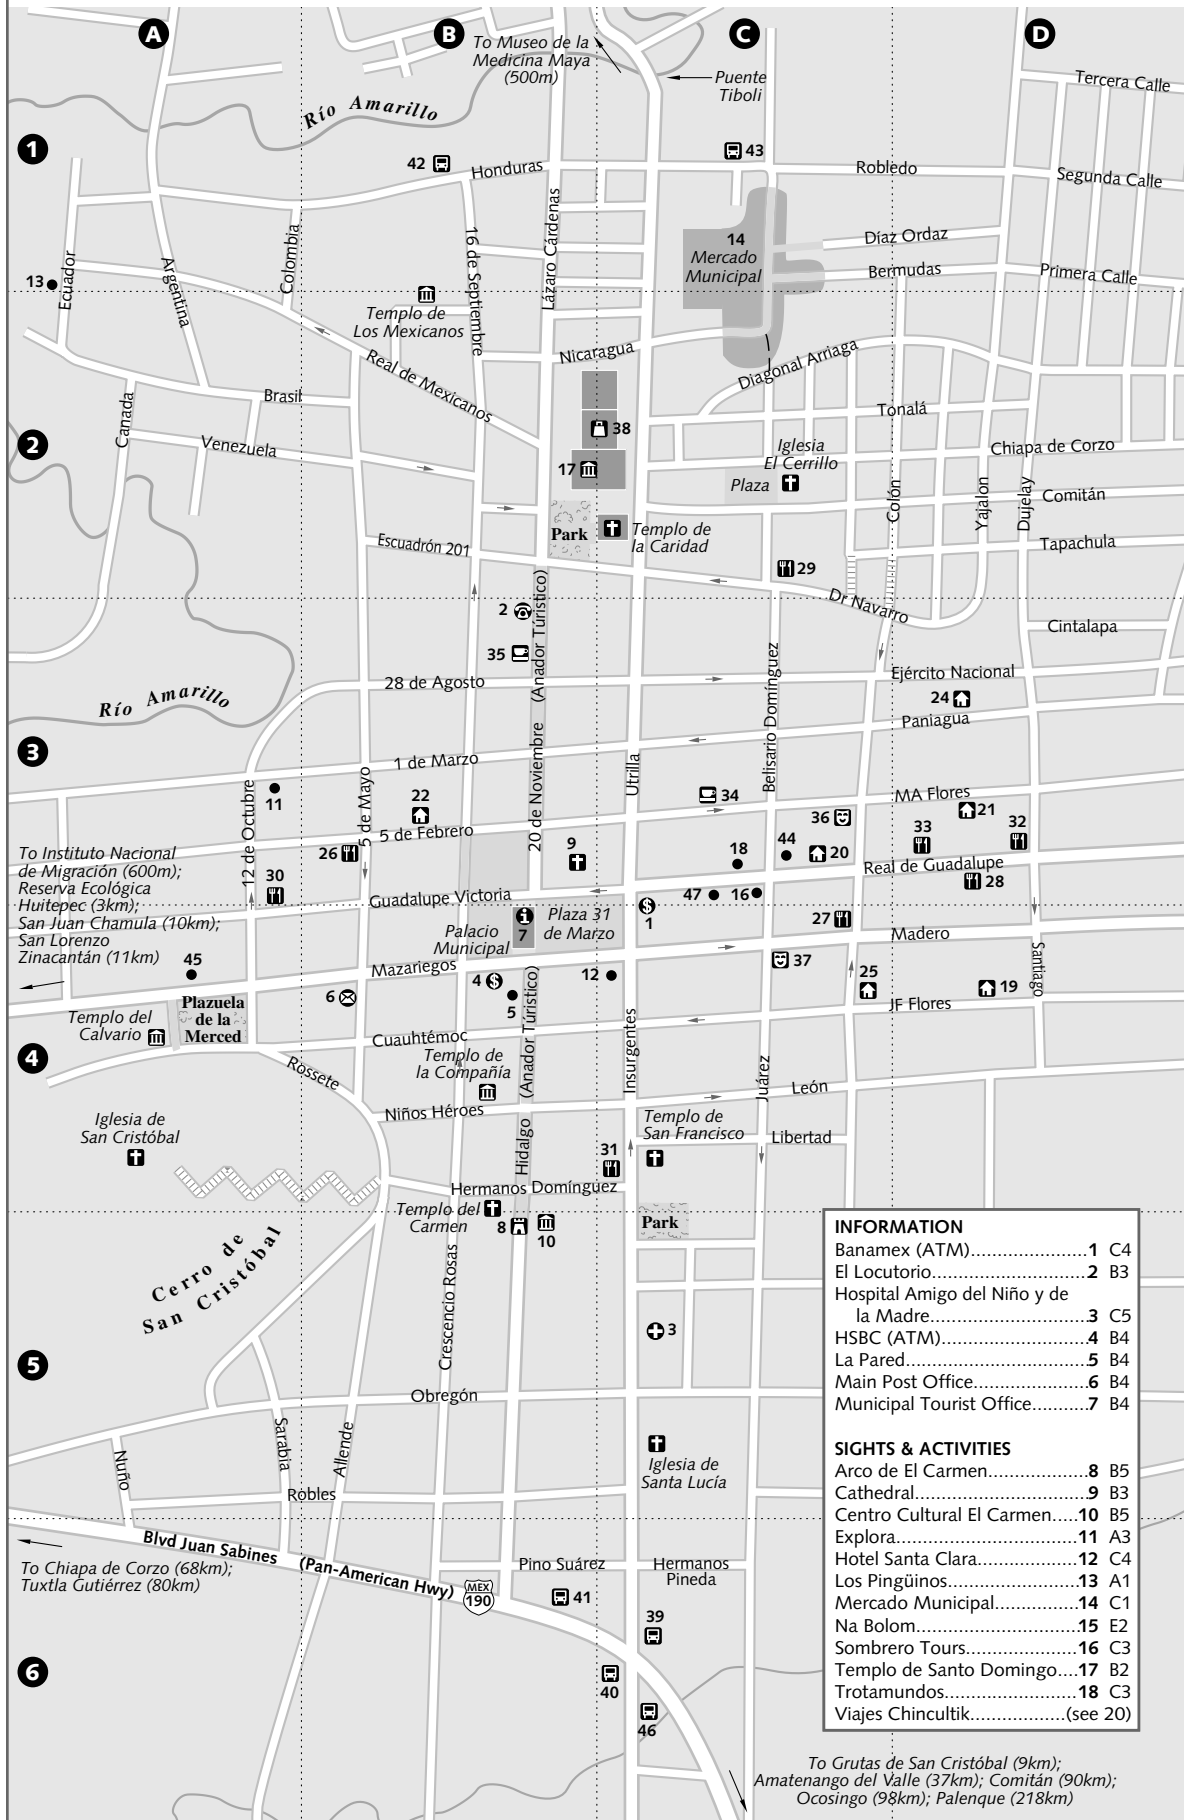 A
B
C
D
To Museo de la
Medicina Maya
(500m)
Puente
Tiboli
Tercera Calle
Río Amarillo
1
42
Honduras
43
Robledo
Segunda Calle
Lázaro Cárdenas
16 de Septiembre
Colombia
Argentina
Ecuador
13
14
Mercado
Municipal
Díaz Ordaz
Bermudas
Primera Calle
Templo de
Los Mexicanos
Nicaragua
Diagonal Arriaga
Real de Mexicanos
Brasil
Canada
Venezuela
2
38
17
Tonalá
Iglesia
El Cerrillo
Plaza
Chiapa de Corzo
Colón
Yajalon
Dujelay
Comitán
Park
Templo de
la Caridad
Escuadrón 201
Tapachula
29
Dr Navarro
Cintalapa
2
35
20 de Noviembre (Anador Túristico)
28 de Agosto
Belisario Domínguez
Ejército Nacional
24
Paniagua
Río Amarillo
3
1 de Marzo
Utrilla
11
12 de Octubre
5 de Mayo
22
5 de Febrero
34
MA Flores
36
21
33
32
9
18
44
20
Real de Guadalupe
28
26
30
To Instituto Nacional
de Migración (600m);
Reserva Ecológica
Huitepec (3km);
San Juan Chamula (10km);
San Lorenzo
Zinacantán (11km)
Guadalupe Victoria
47
16
1
27
Palacio
Municipal
7
Plaza 31
de Marzo
Madero
Santiago
45
Mazariegos
4
5
12
37
25
19
6
Plazuela
de la
Merced
Templo del
Calvario
JF Flores
Cuauhtémoc
4
Rossete
Templo de
la Compañía
Hidalgo (Anador Túristico)
Insurgentes
Juárez
León
Niños Héroes
Templo de
San Francisco
Libertad
Iglesia de
San Cristóbal
31
Hermanos Domínguez
Templo del
Carmen
8
10
Park
Cerro de
San Cristóbal
Crescencio Rosas
3
5
Obregón
Sarabia
Allende
Nuño
Robles
Iglesia de
Santa Lucía
Blvd Juan Sabines (Pan-American Hwy)
MEX
190
To Chiapa de Corzo (68km);
Tuxtla Gutiérrez (80km)
Pino Suárez
Hermanos
Pineda
41
39
6
40
46
To Grutas de San Cristóbal (9km);
Amatenango del Valle (37km); Comitán (90km);
Ocosingo (98km); Palenque (218km)
INFORMATION
Banamex (ATM)......................1 C4
El Locutorio............................2 B3
Hospital Amigo del Niño y de
la Madre................................3 C5
HSBC (ATM)...........................4 B4
La Pared.................................5 B4
Main Post Office.....................6 B4
Municipal Tourist Office..........7 B4
SIGHTS & ACTIVITIES
Arco de El Carmen..................8 B5
Cathedral................................9 B3
Centro Cultural El Carmen....10 B5
Explora..................................11 A3
Hotel Santa Clara..................12 C4
Los Pingüinos.......................13 A1
Mercado Municipal...............14 C1
Na Bolom..............................15 E2
Sombrero Tours....................16 C3
Templo de Santo Domingo....17 B2
Trotamundos........................18 C3
Viajes Chincultik...................(see 20)